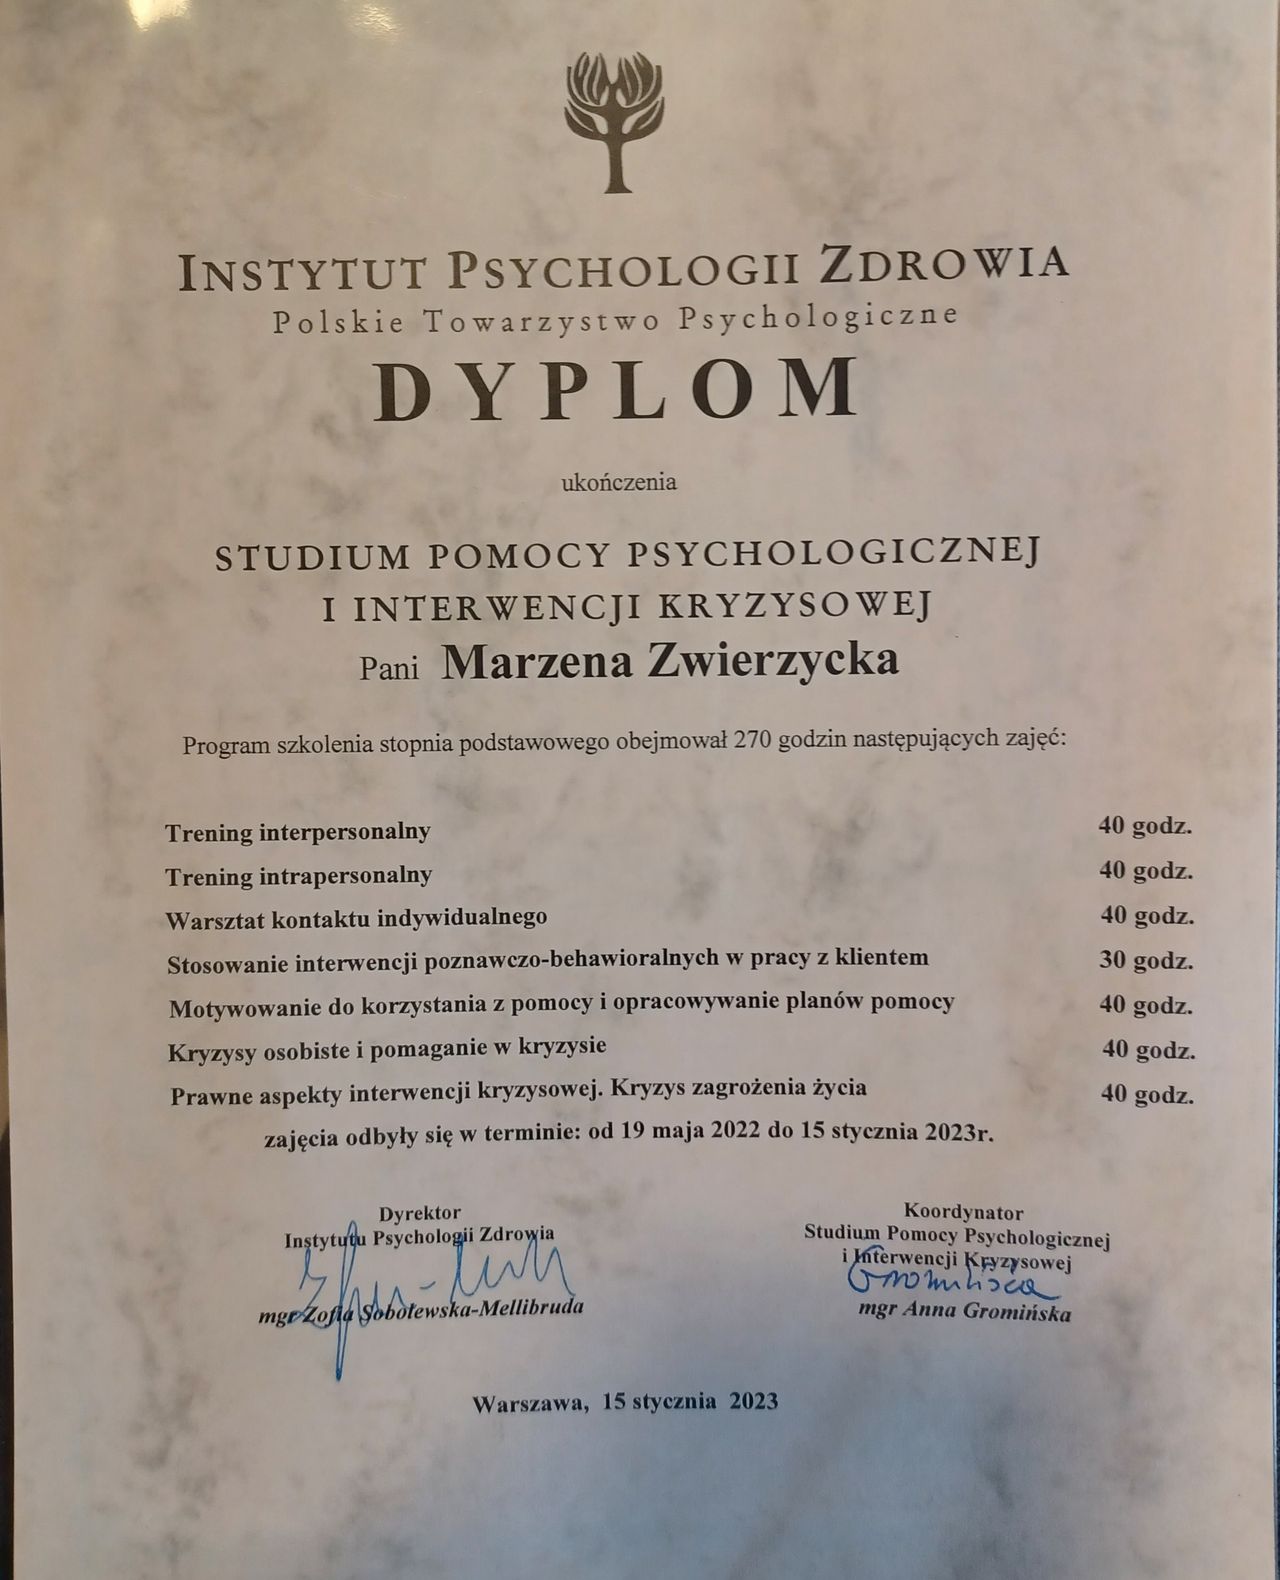 INSTYTUT PSYCHOLOGII ZDROWIA
Polskie Towarzystwo Psychologiczne
DYPLOM
ukończenia
STUDIUM POMOCY PSYCHOLOGICZNEJ
I INTERWENCJI KRYZYSOWEJ
Pani Marzena Zwierzycka
Program szkolenia stopnia podstawowego obejmował 270 godzin następujących zajęć:
Trening interpersonalny 40 godz.
Trening intrapersonalny 40 godz.
Warsztat kontaktu indywidualnego 40 godz.
Stosowanie interwencji poznawczo-behawioralnych w pracy z klientem 30 godz.
Motywowanie do korzystania z pomocy i opracowywanie planów pomocy 40 godz.
Kryzysy osobiste i pomaganie w kryzysie 40 godz.
Prawne aspekty interwencji kryzysowej. Kryzys zagrożenia życia 40 godz.
zajęcia odbyły się w terminie: od 19 maja 2022 do 15 stycznia 2023r.
Dyrektor
Instytutu Psychologii Zdrowia
mgr Zofia Sobolewska-Mellibruda
Koordynator
Studium Pomocy Psychologicznej
i Interwencji Kryzysowej
mgr Anna Gromińska
Warszawa, 15 stycznia 2023